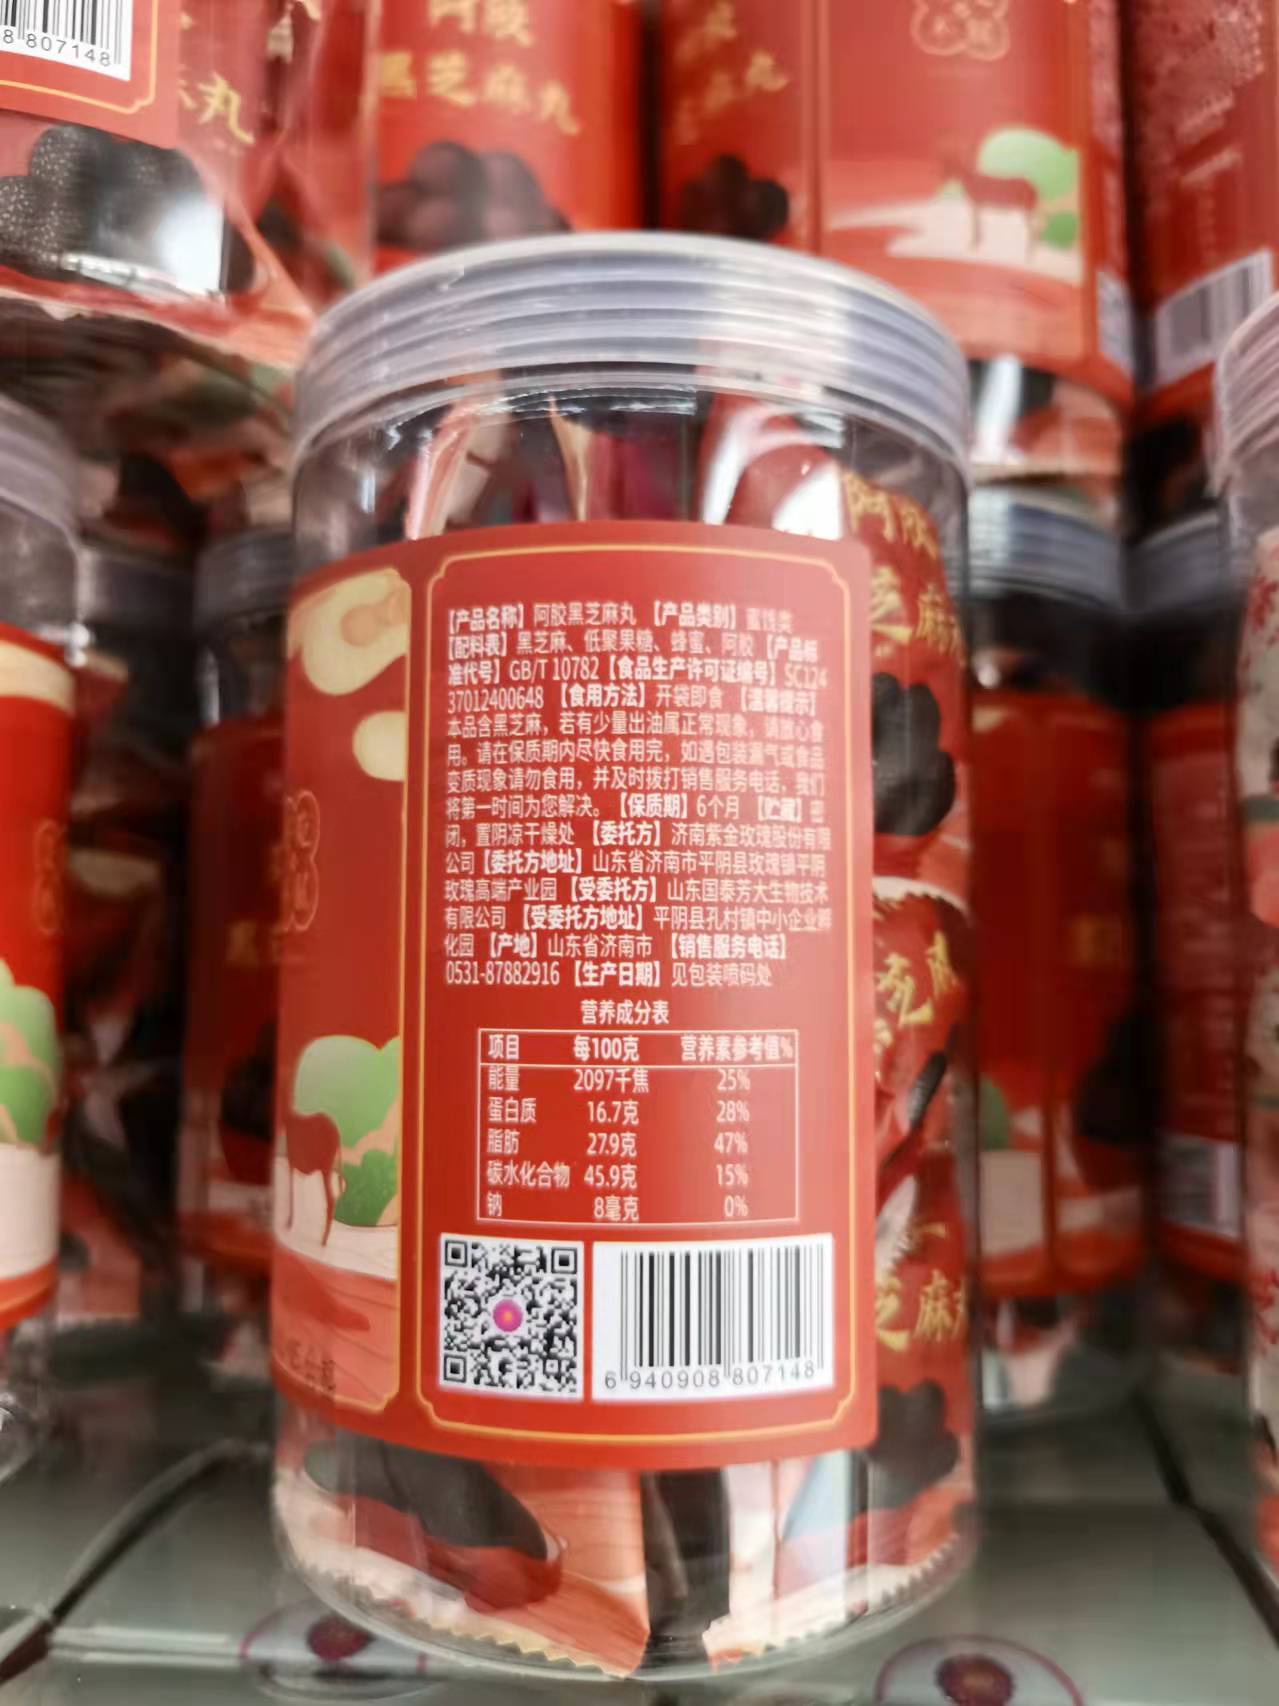 8 807148
麻丸
阿胶
黑芝麻丸
【产品名称】阿胶黑芝麻丸 【产品类别】蜜饯类
【配料表】黑芝麻、低聚果糖、蜂蜜、阿胶【产品标
准代号】GB/T 10782【食品生产许可证编号】SC124
37012400648 【食用方法】开袋即食 【温馨提示】
本品含黑芝麻，若有少量出油属正常现象，请放心食
用。请在保质期内尽快食用完，如遇包装漏气或食品
变质现象请勿食用，并及时拨打销售服务电话，我们
将第一时间为您解决。【保质期】6个月 【贮藏】密
闭，置阴凉干燥处 【委托方】济南紫金玫瑰股份有限
公司【委托方地址】山东省济南市平阴县玫瑰镇平阴
玫瑰高端产业园 【受委托方】山东国泰芳大生物技术
有限公司 【受委托方地址】平阴县孔村镇中小企业孵
化园 【产地】山东省济南市 【销售服务电话】
0531-87882916 【生产日期】见包装喷码处
营养成分表
项目 每100克 营养素参考值%
能量 2097千焦 25%
蛋白质 16.7克 28%
脂肪 27.9克 47%
碳水化合物 45.9克 15%
钠 8毫克 0%
6 940908 807148
阿胶
芝麻
芝麻